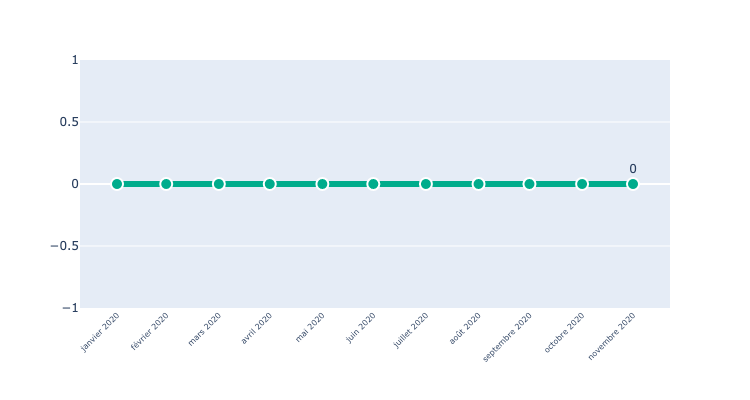 1
0.5
0
0
−0.5
−1
janvier 2020
février 2020
mars 2020
avril 2020
mai 2020
juin 2020
juillet 2020
août 2020
septembre 2020
octobre 2020
novembre 2020